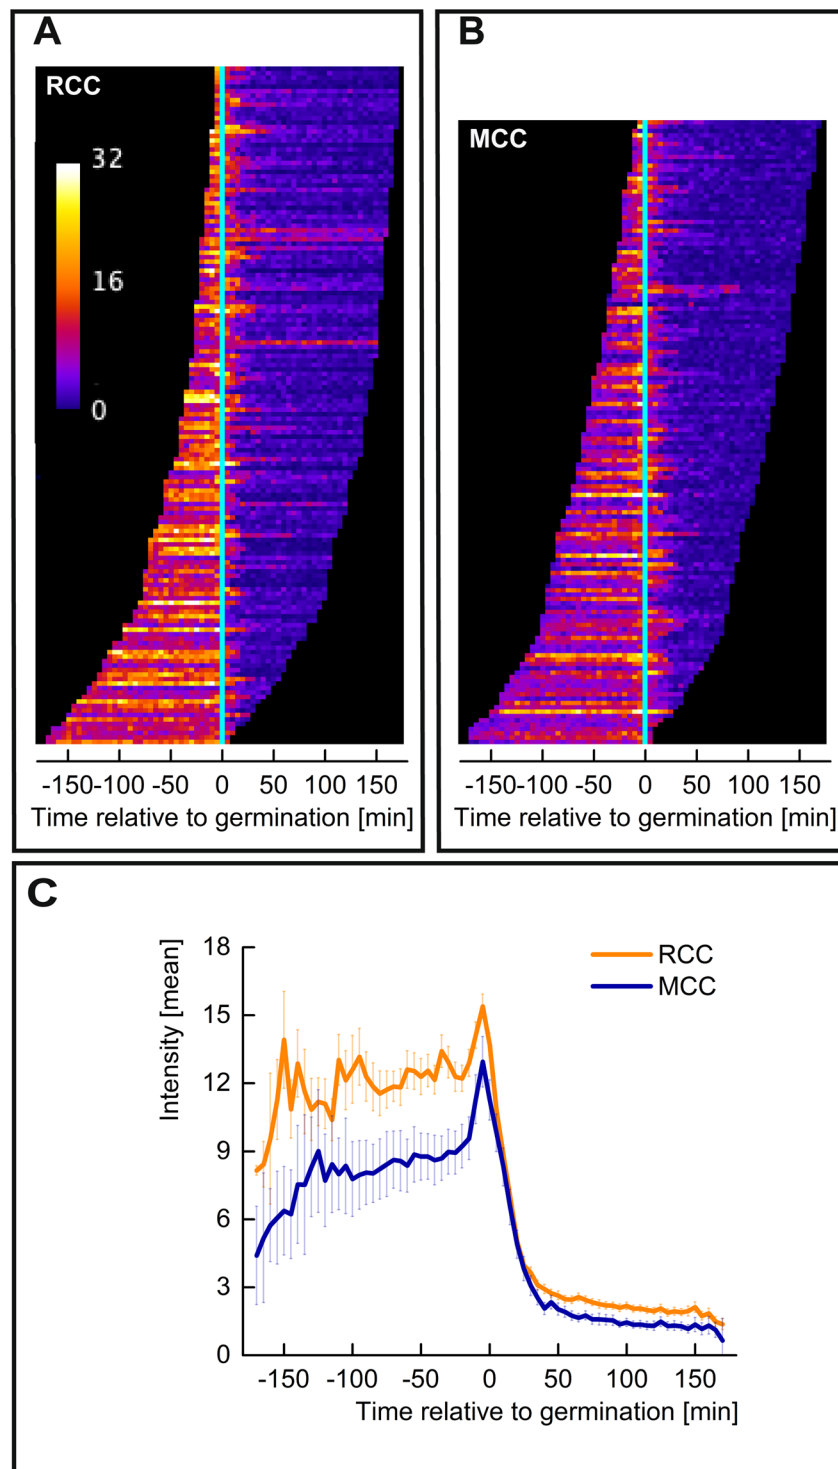 A
RCC
32
16
0
-150-100 -50 0 50 100 150
Time relative to germination [min]
B
MCC
-150-100 -50 0 50 100 150
Time relative to germination [min]
C
Intensity [mean]
18
15
12
9
6
3
0
RCC
MCC
-150 -100 -50 0 50 100 150
Time relative to germination [min]